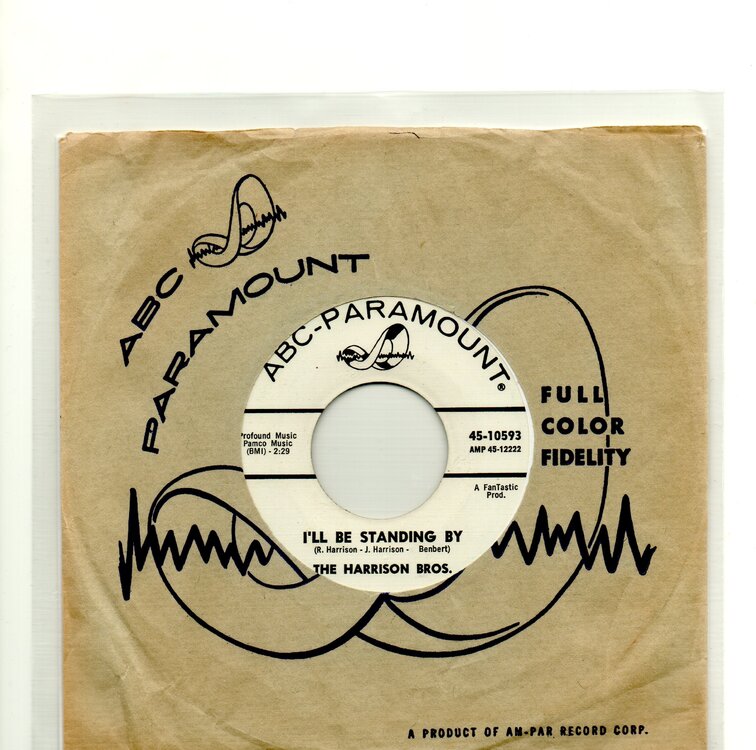 ABC
PARAMOUNT
ABC-PARAMOUNT®
FULL
COLOR
FIDELITY
Profound Music
Pamco Music
(BMI) - 2:29
45-10593
AMP 45-12222
A FanTastic
Prod.
I'LL BE STANDING BY
(R. Harrison - J. Harrison - Benbert)
THE HARRISON BROS.
A PRODUCT OF AM-PAR RECORD CORP.